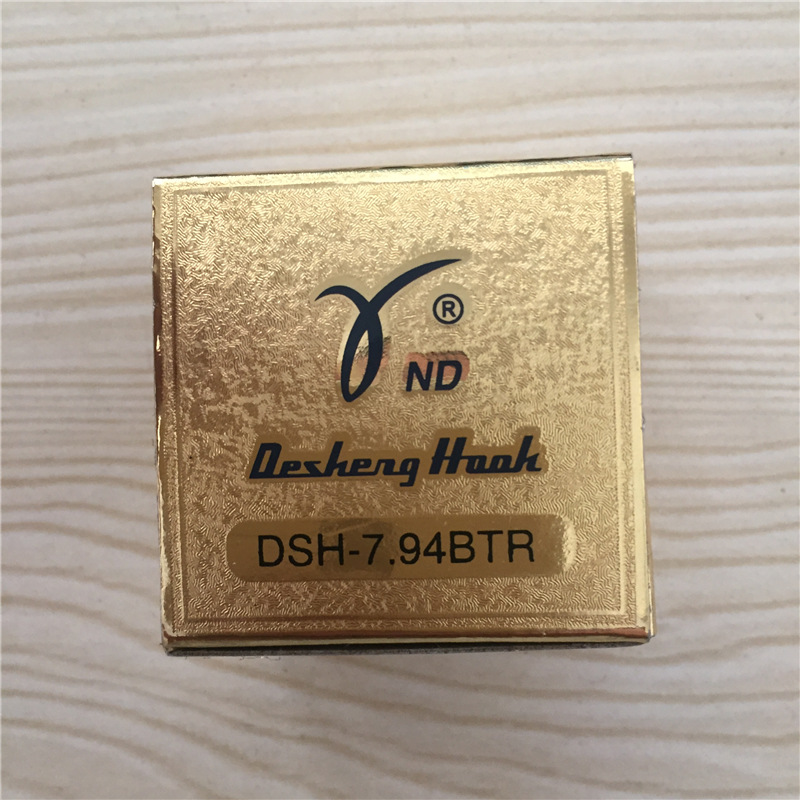 ®
ND
Desheng Hook
DSH-7.94BTR